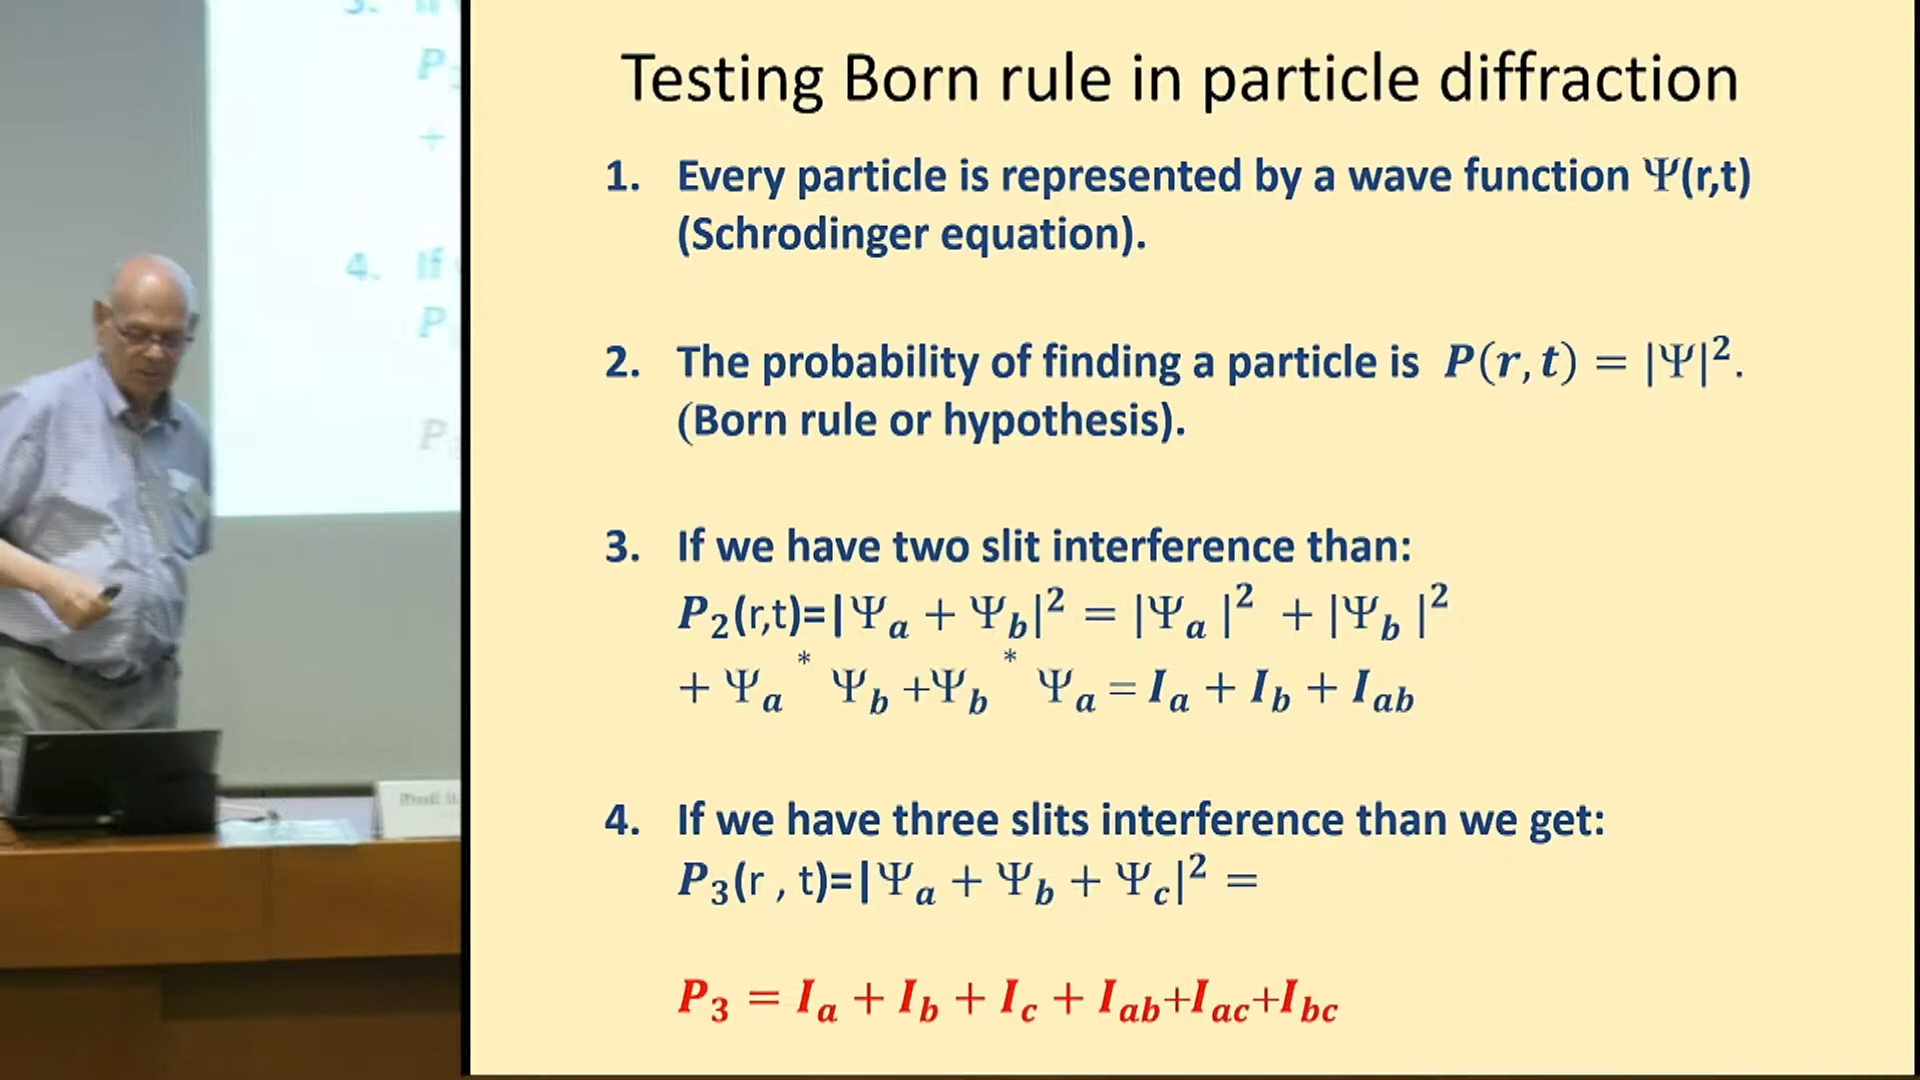 Testing Born rule in particle diffraction
1. Every particle is represented by a wave function Ψ(r,t)
(Schrodinger equation).
2. The probability of finding a particle is P(r,t) = |Ψ|².
(Born rule or hypothesis).
3. If we have two slit interference than:
P₂(r,t)=|Ψₐ + Ψ_b|² = |Ψₐ |² + |Ψ_b |²
+ Ψₐ * Ψ_b +Ψ_b * Ψₐ = Iₐ + I_b + I_ab
4. If we have three slits interference than we get:
P₃(r , t)=|Ψₐ + Ψ_b + Ψ_c|² =
P₃ = Iₐ + I_b + I_c + I_ab+I_ac+I_bc
3.
P
+
4. If
P
P